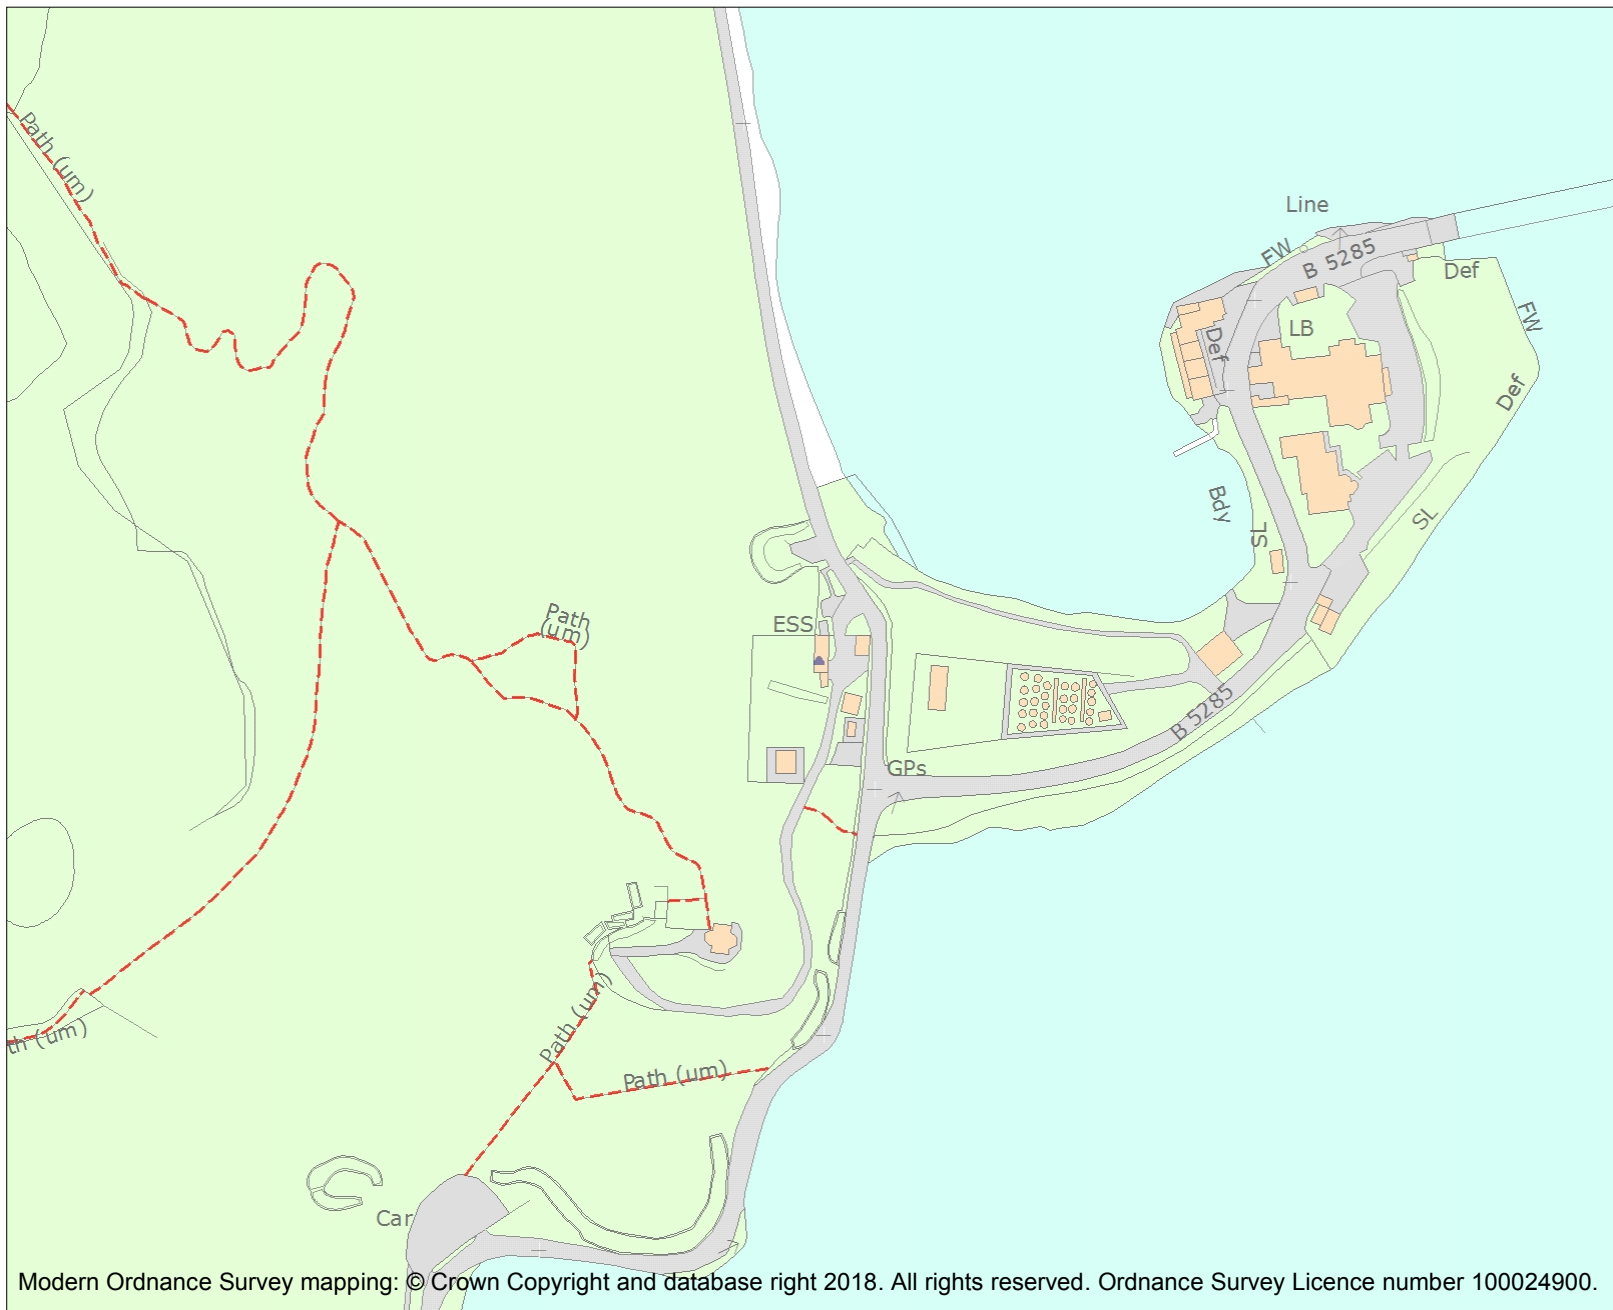 Path (um)
Line
FW
B 5285
Def
FW
LB
Def
Def
Bdy
SL
SL
Path
(um)
ESS
B 5285
GPs
Path (um)
th (um)
Path (um)
Car
Modern Ordnance Survey mapping: © Crown Copyright and database right 2018. All rights reserved. Ordnance Survey Licence number 100024900.